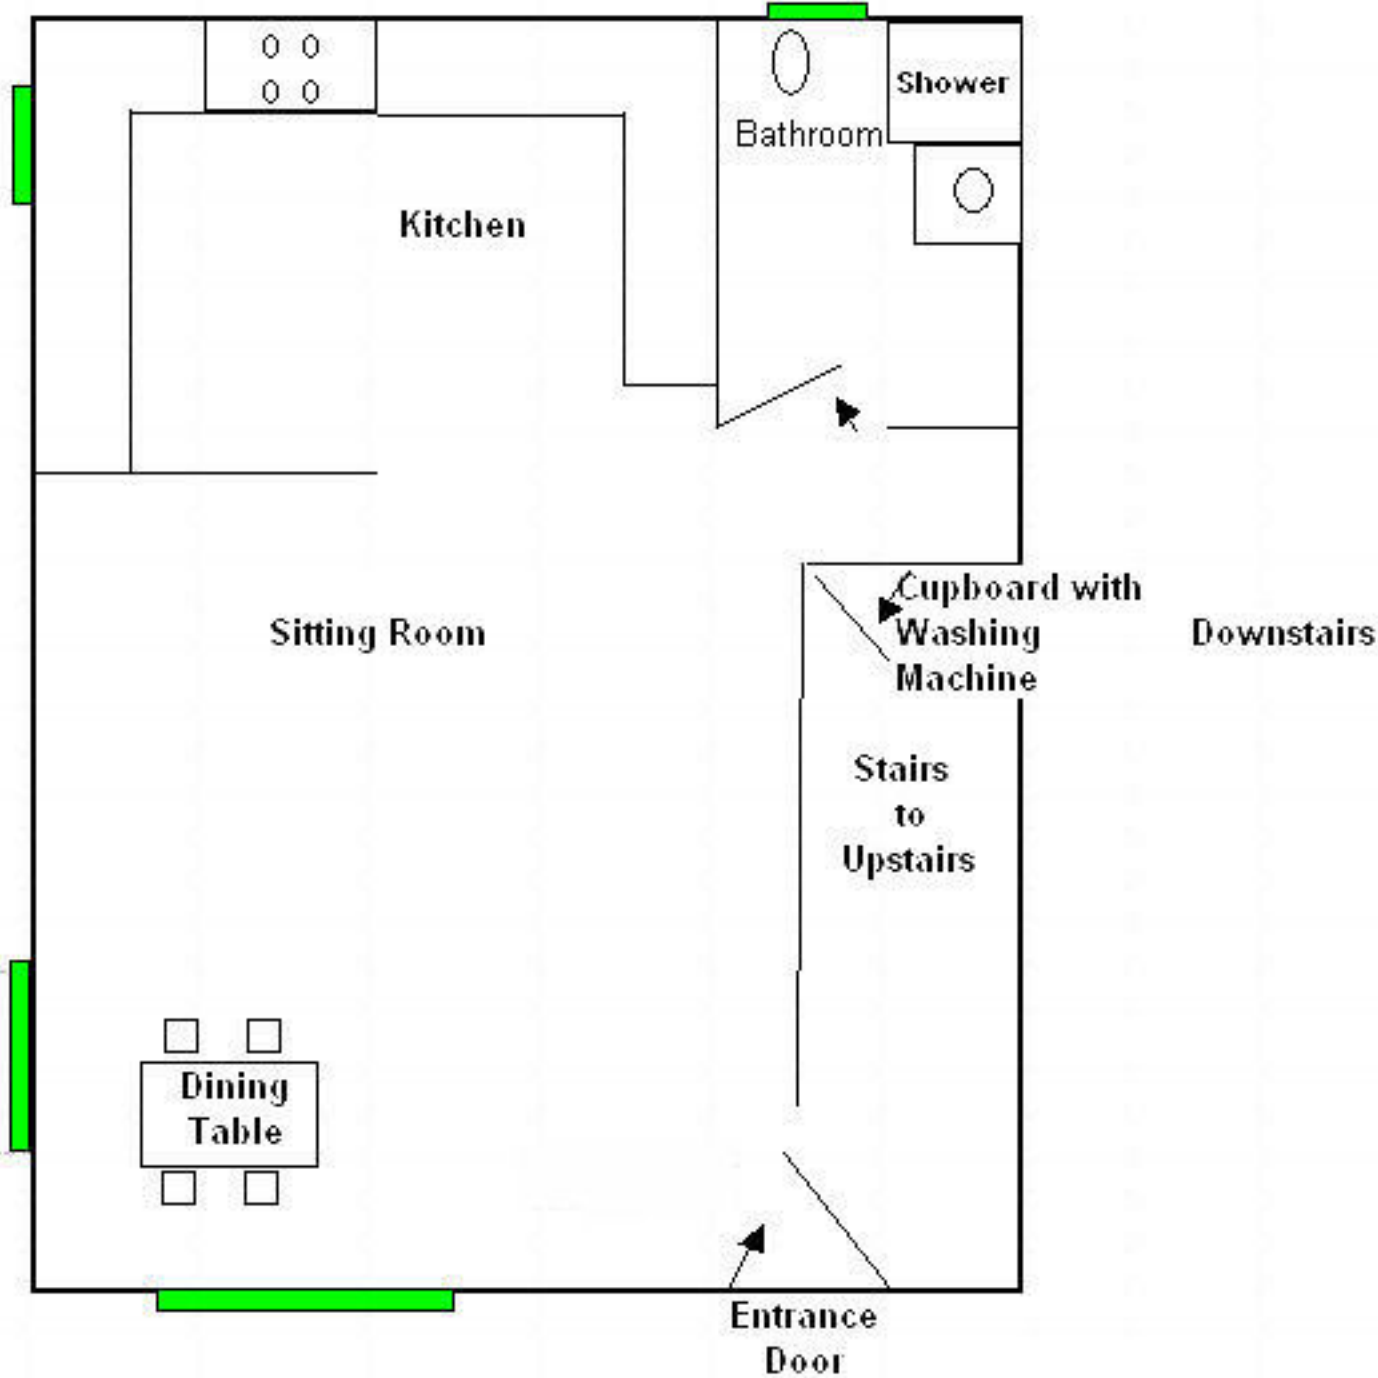 Shower
Bathroom
Kitchen
Cupboard with
Washing
Machine
Sitting Room
Downstairs
Stairs
to
Upstairs
Dining
Table
Entrance
Door